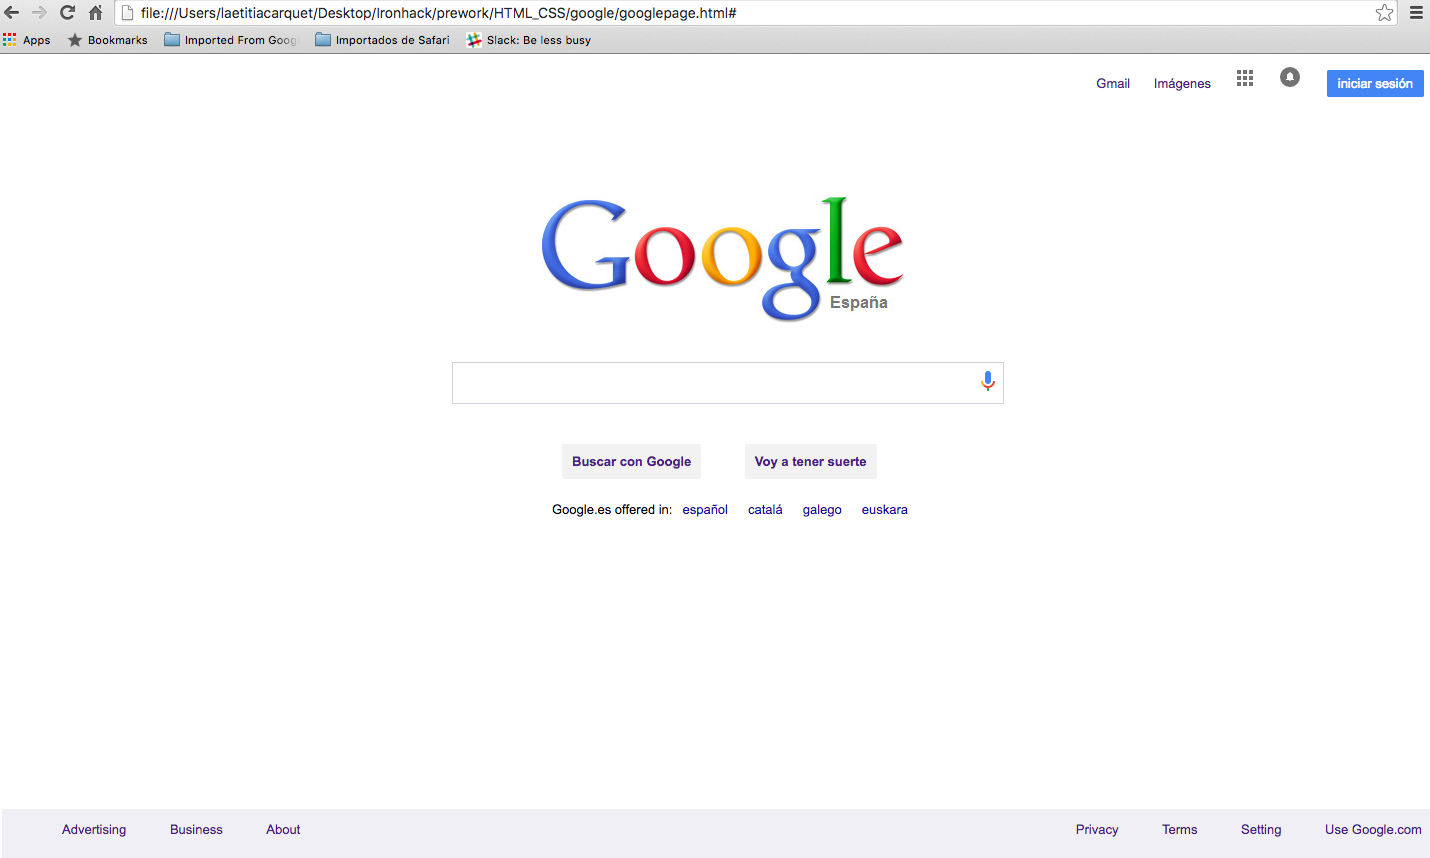 file:///Users/laetitiacarquet/Desktop/Ironhack/prework/HTML_CSS/google/googlepage.html#
Apps Bookmarks Imported From Goog Importados de Safari Slack: Be less busy
Gmail Imágenes iniciar sesión
Google
España
Buscar con Google Voy a tener suerte
Google.es offered in: español catalá galego euskara
Advertising Business About Privacy Terms Setting Use Google.com